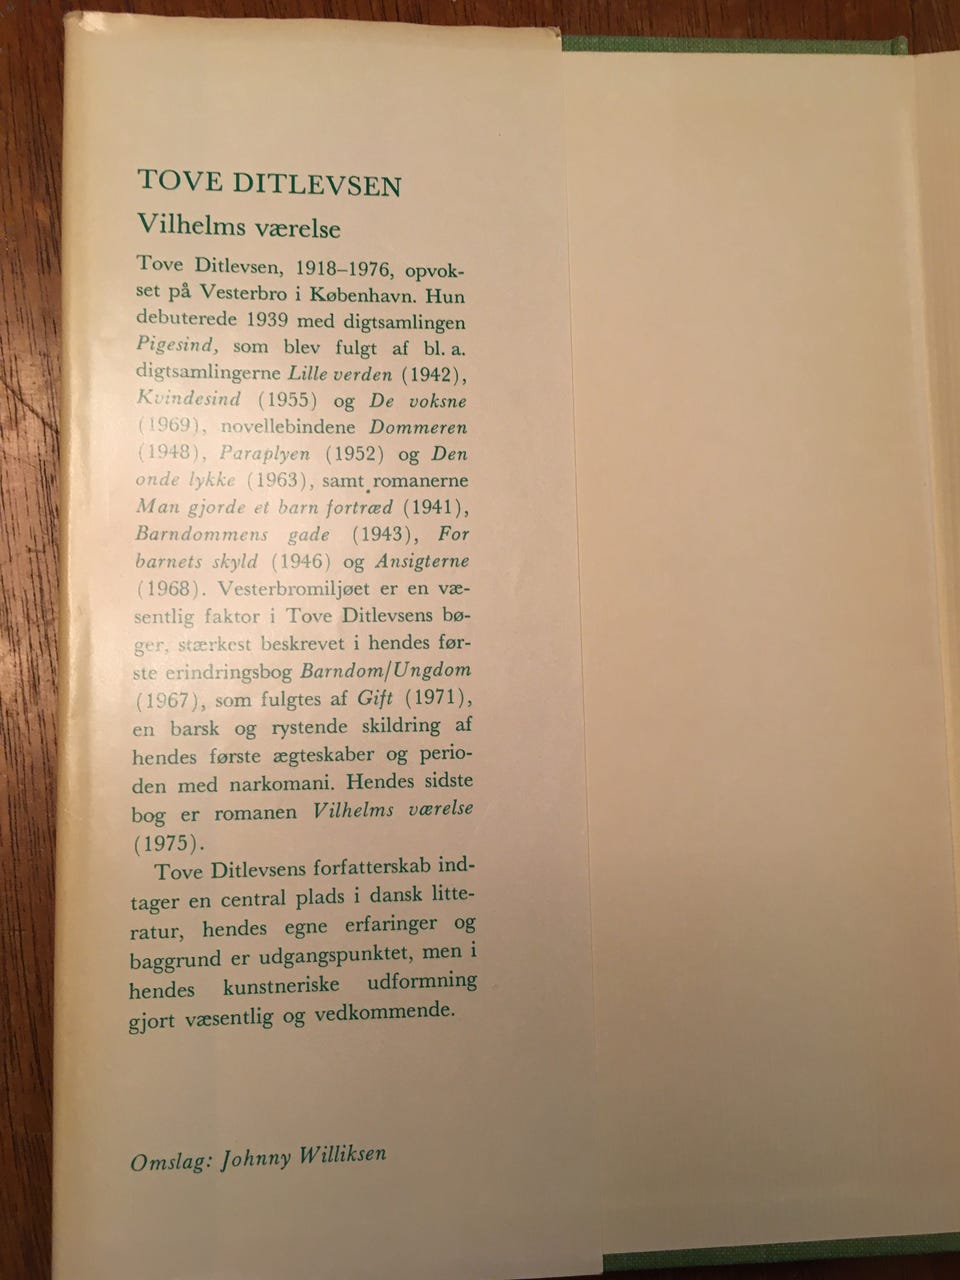 TOVE DITLEVSEN
Vilhelms værelse
Tove Ditlevsen, 1918–1976, opvok-
set på Vesterbro i København. Hun
debuterede 1939 med digtsamlingen
Pigesind, som blev fulgt af bl. a.
digtsamlingerne Lille verden (1942),
Kvindesind (1955) og De voksne
(1969), novellebindene Dommeren
(1948), Paraplyen (1952) og Den
onde lykke (1963), samt romanerne
Man gjorde et barn fortræd (1941),
Barndommens gade (1943), For
barnets skyld (1946) og Ansigterne
(1968). Vesterbromiljøet er en væ-
sentlig faktor i Tove Ditlevsens bø-
ger, stærkest beskrevet i hendes før-
ste erindringsbog Barndom/Ungdom
(1967), som fulgtes af Gift (1971),
en barsk og rystende skildring af
hendes første ægteskaber og perio-
den med narkomani. Hendes sidste
bog er romanen Vilhelms værelse
(1975).
Tove Ditlevsens forfatterskab ind-
tager en central plads i dansk litte-
ratur, hendes egne erfaringer og
baggrund er udgangspunktet, men i
hendes kunstneriske udformning
gjort væsentlig og vedkommende.
Omslag: Johnny Williksen